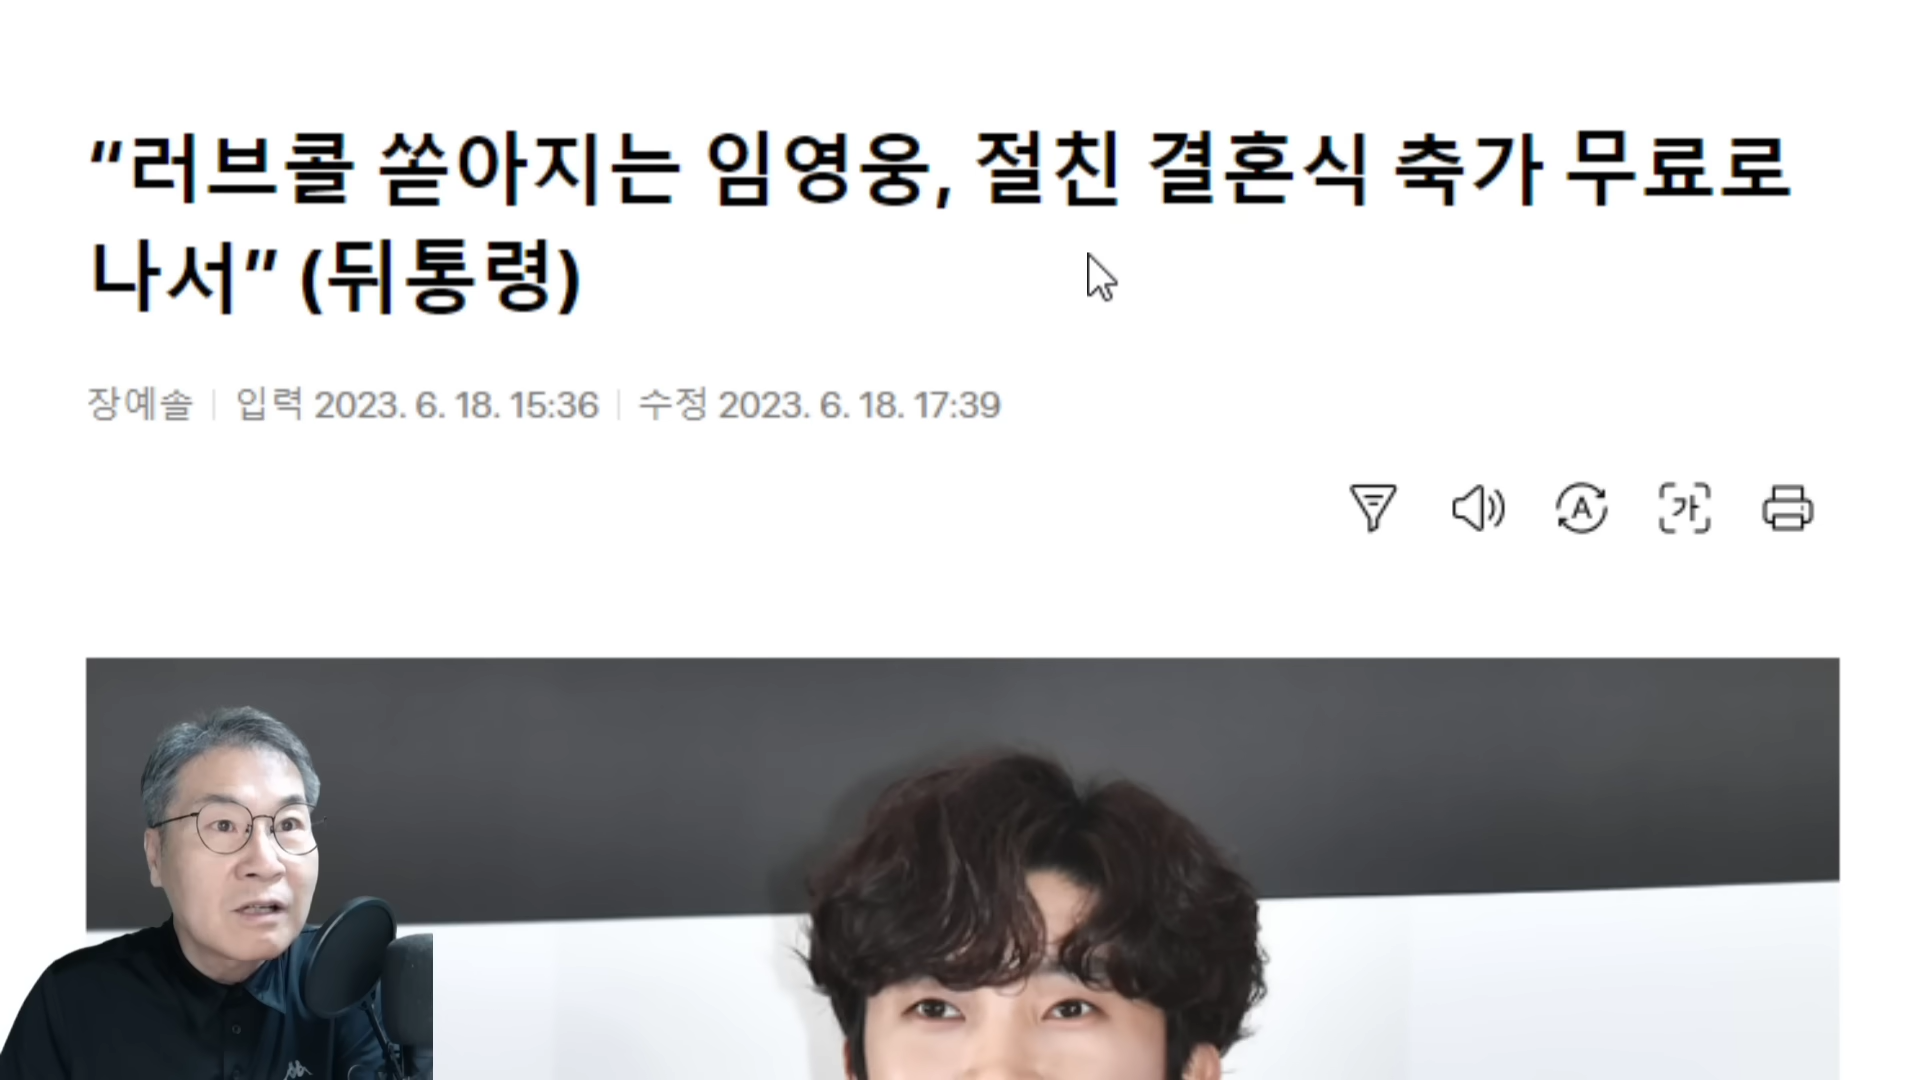 “러브콜 쏟아지는 임영웅, 절친 결혼식 축가 무료로
나서” (뒤통령)
장예솔 | 입력 2023. 6. 18. 15:36 | 수정 2023. 6. 18. 17:39
A 가